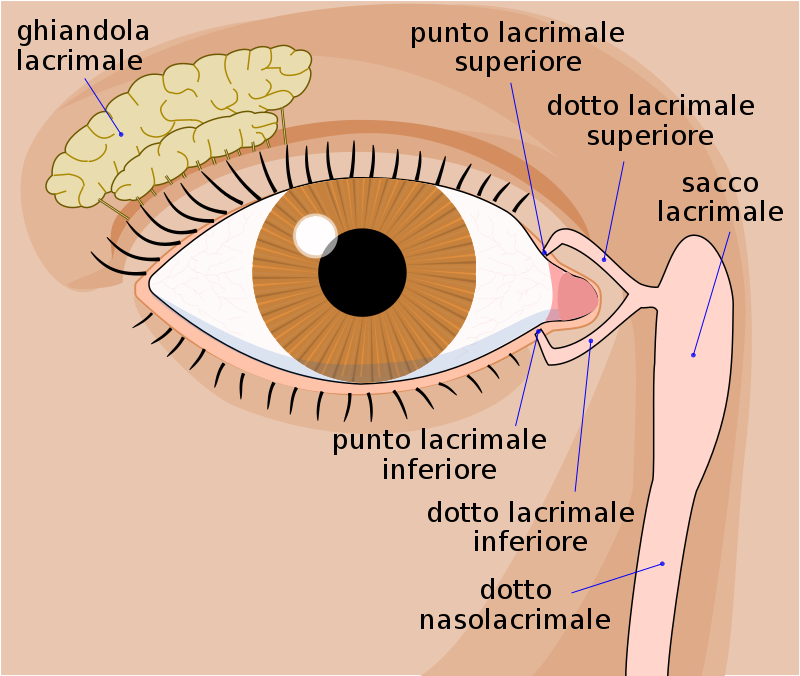 ghiandola
lacrimale
punto lacrimale
superiore
dotto lacrimale
superiore
sacco
lacrimale
punto lacrimale
inferiore
dotto lacrimale
inferiore
dotto
nasolacrimale